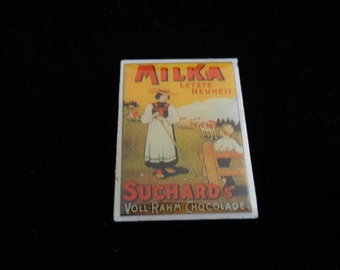 MILKA
LETZTE
NEUHEIT.
SUCHARD'S
VOLL-RAHM CHOCOLADE.